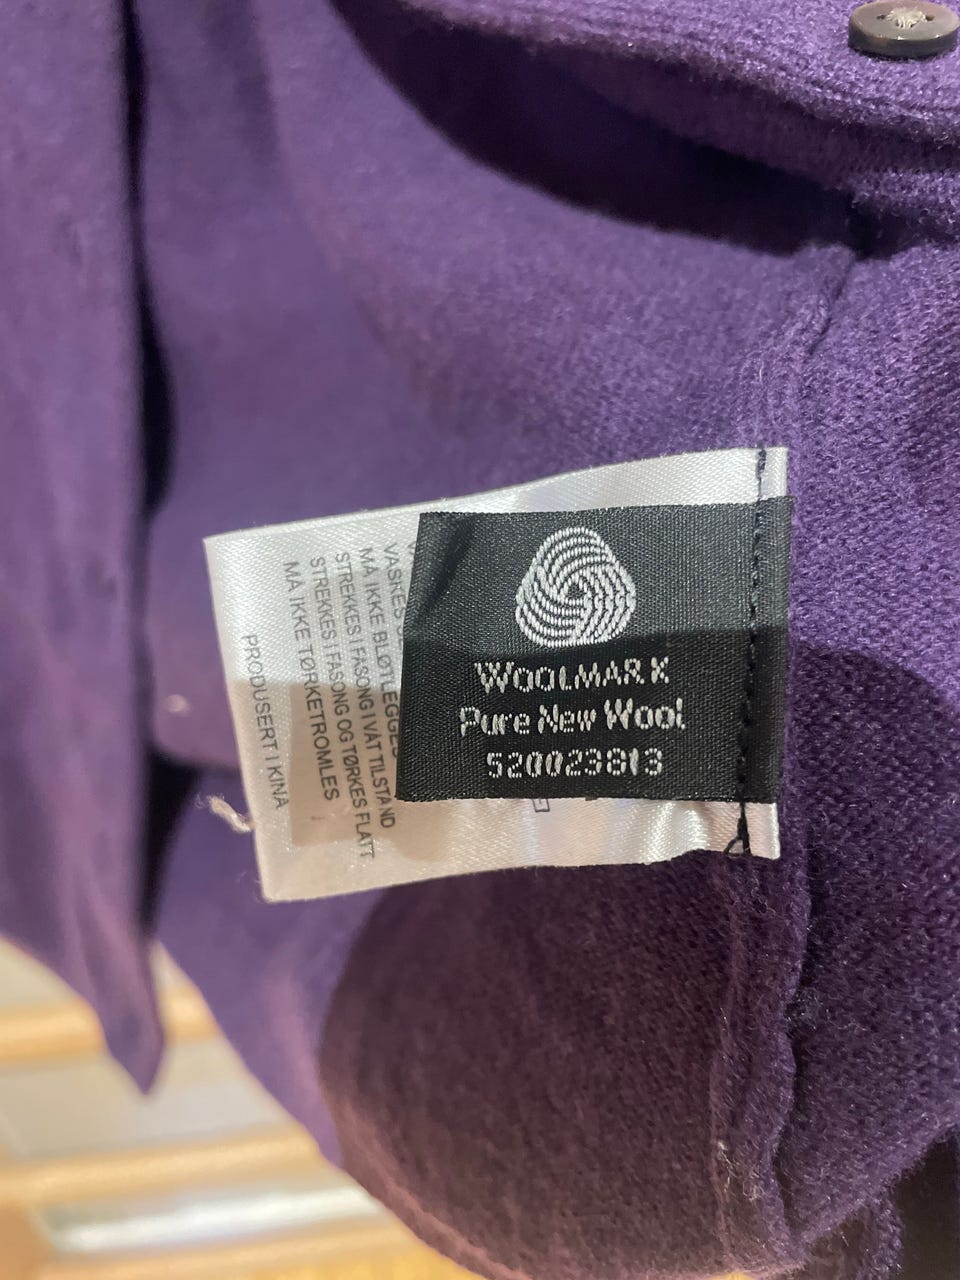 WOOLMARK
Pure New Wool
520023813
VASKES
MÅ IKKE BLØTLEGGES
STREKKES I FASONG I VÅT TILSTAND
STREKKES I FASONG OG TØRKES FLATT
MÅ IKKE TØRKETROMLES
PRODUSERT I KINA